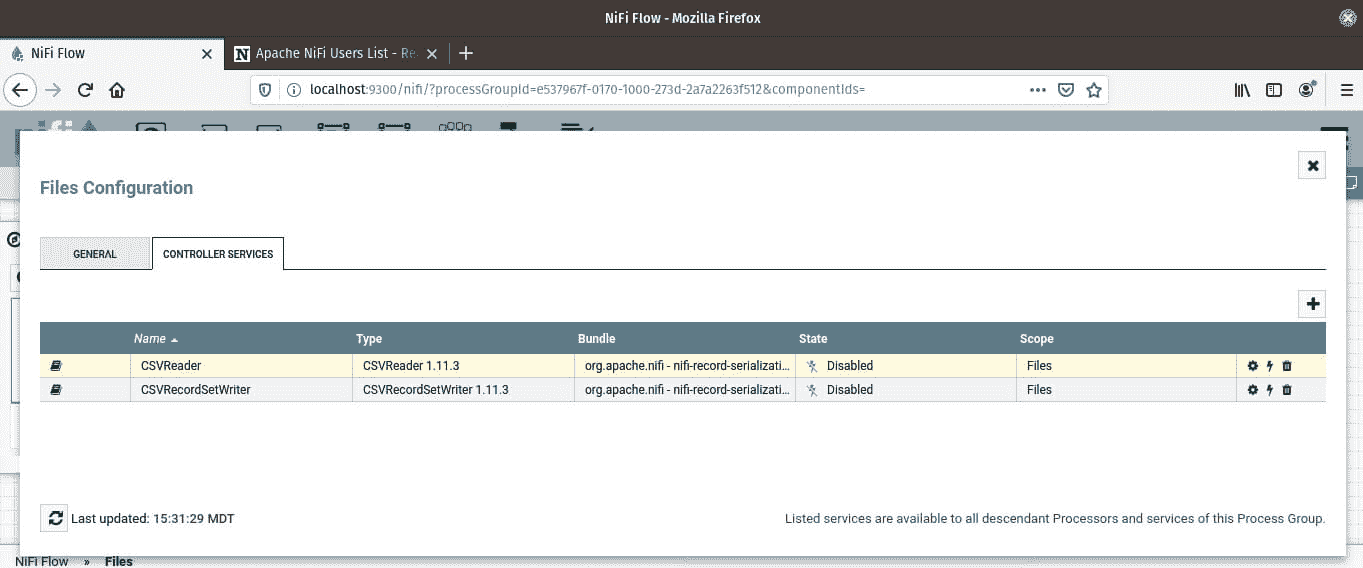 NiFi Flow - Mozilla Firefox
NiFi Flow
Apache NiFi Users List - Re
localhost:9300/nifi/?processGroupId=e537967f-0170-1000-273d-2a7a2263f512&componentIds=
Files Configuration
GENERAL CONTROLLER SERVICES
Name Type Bundle State Scope
CSVReader CSVReader 1.11.3 org.apache.nifi - nifi-record-serializati... Disabled Files
CSVRecordSetWriter CSVRecordSetWriter 1.11.3 org.apache.nifi - nifi-record-serializati... Disabled Files
Last updated: 15:31:29 MDT
Listed services are available to all descendant Processors and services of this Process Group.
NiFi Flow » Files